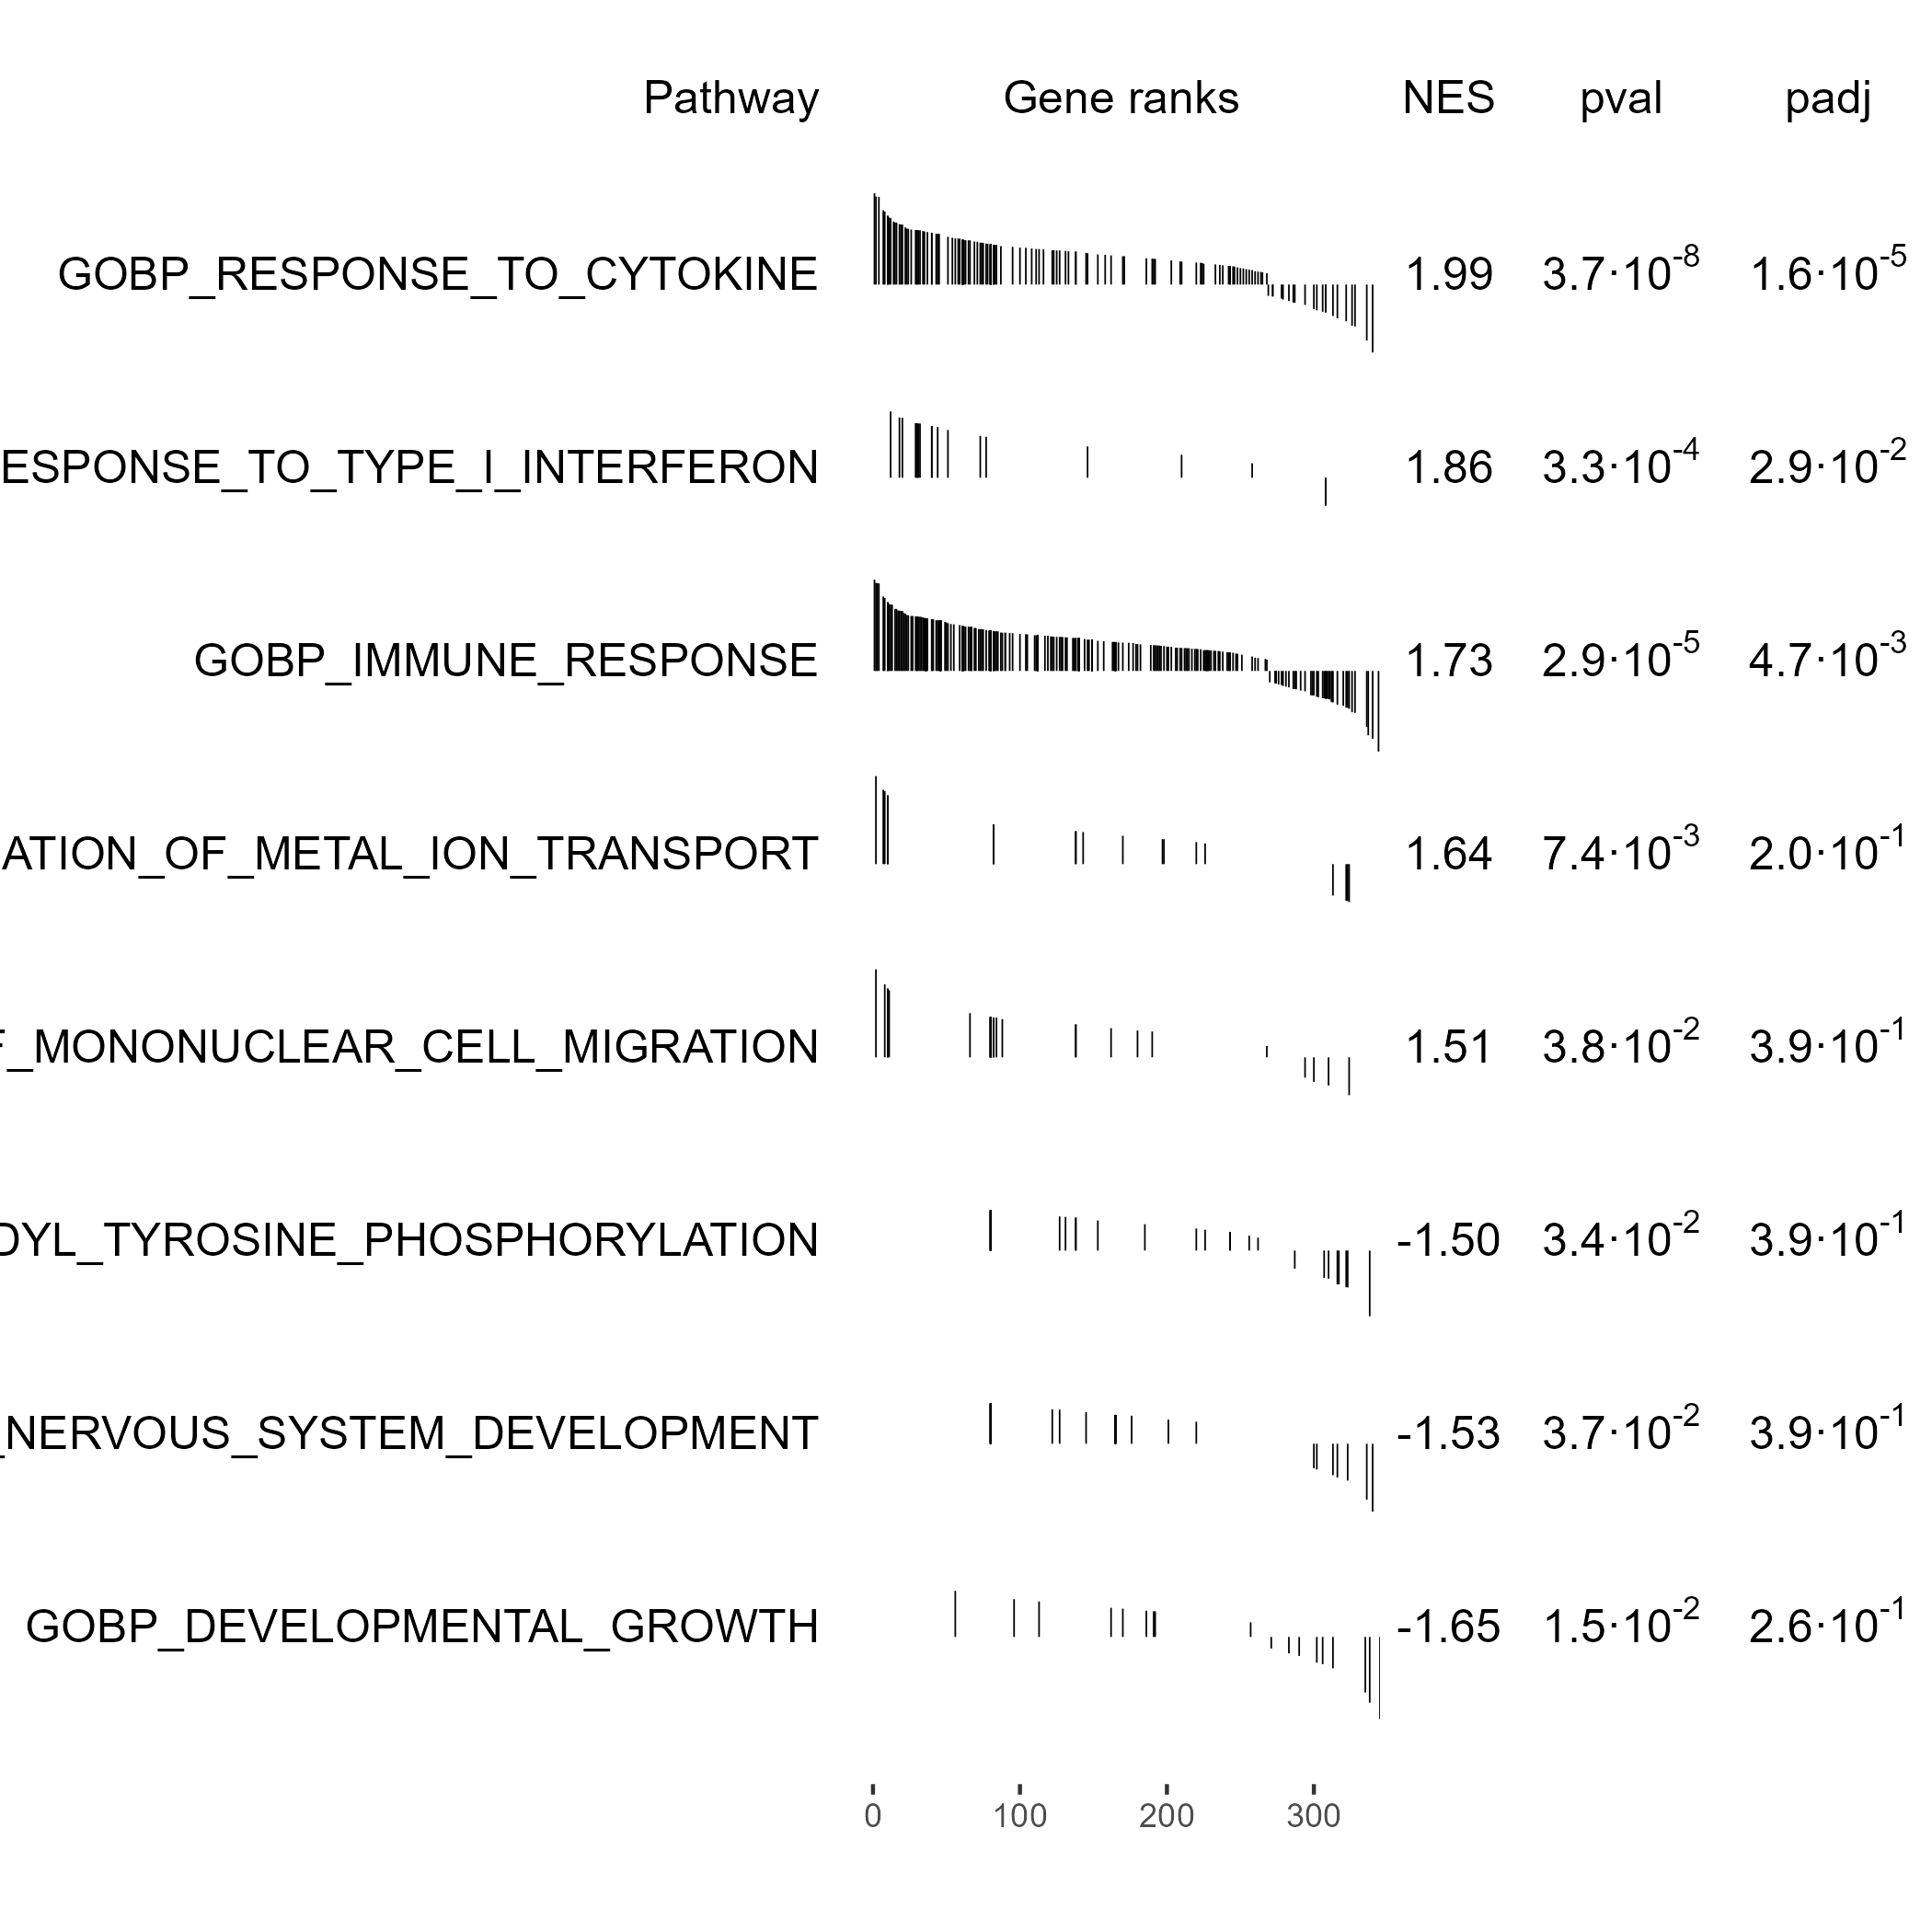 Pathway Gene ranks NES pval padj
GOBP_RESPONSE_TO_CYTOKINE 1.99 3.7·10⁻⁸ 1.6·10⁻⁵
ESPONSE_TO_TYPE_I_INTERFERON 1.86 3.3·10⁻⁴ 2.9·10⁻²
GOBP_IMMUNE_RESPONSE 1.73 2.9·10⁻⁵ 4.7·10⁻³
ATION_OF_METAL_ION_TRANSPORT 1.64 7.4·10⁻³ 2.0·10⁻¹
F_MONONUCLEAR_CELL_MIGRATION 1.51 3.8·10⁻² 3.9·10⁻¹
DYL_TYROSINE_PHOSPHORYLATION -1.50 3.4·10⁻² 3.9·10⁻¹
_NERVOUS_SYSTEM_DEVELOPMENT -1.53 3.7·10⁻² 3.9·10⁻¹
GOBP_DEVELOPMENTAL_GROWTH -1.65 1.5·10⁻² 2.6·10⁻¹
0 100 200 300